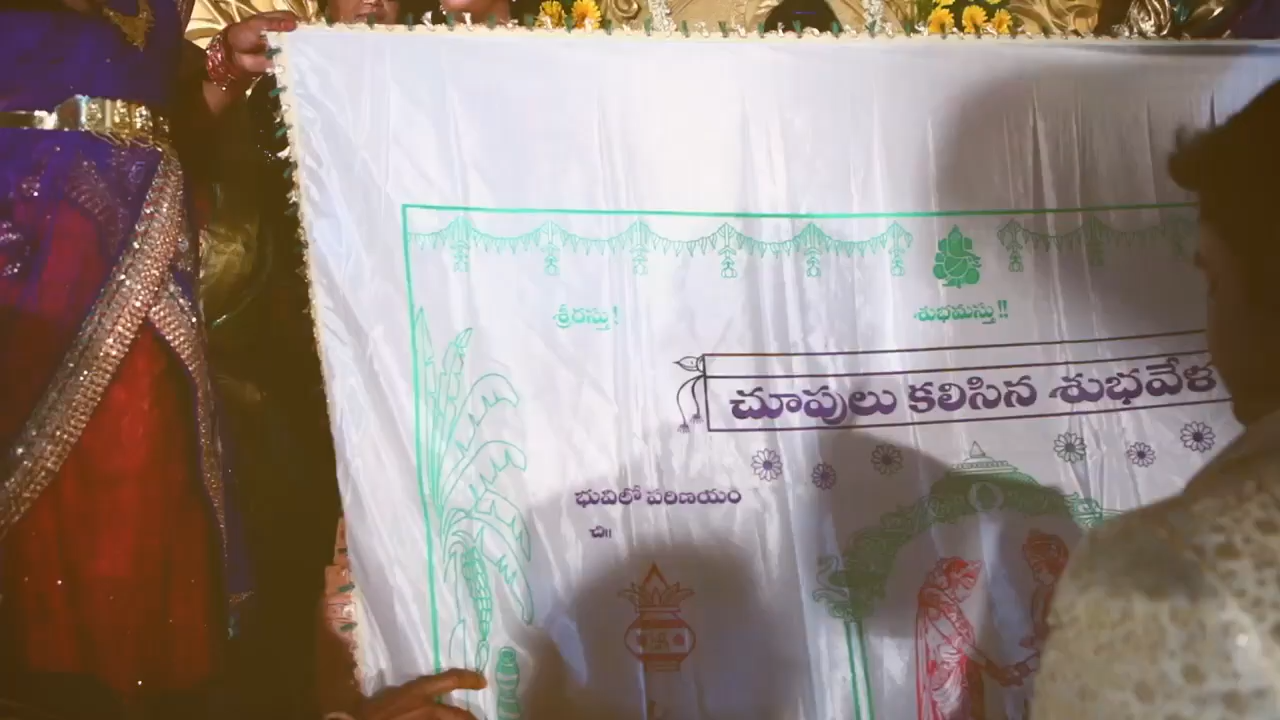 శ్రీరస్తు! శుభమస్తు!!
చూపులు కలిసిన శుభవేళ
భువిలో పరిణయం
చి॥